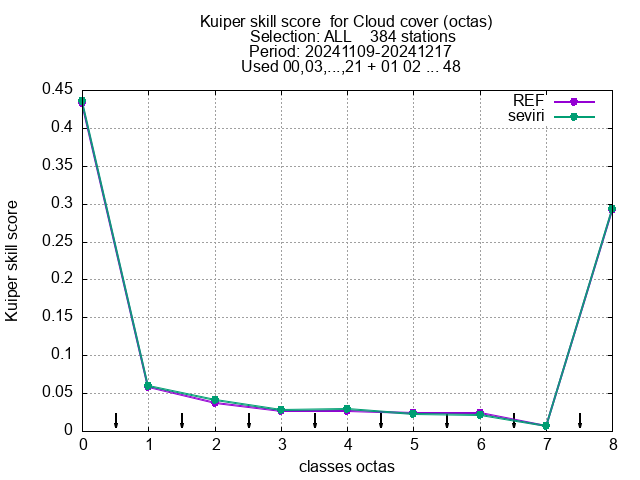 Kuiper skill score  for Cloud cover (octas)
Selection: ALL    384 stations
Period: 20241109-20241217
Used 00,03,...,21 + 01 02 ... 48
REF
seviri
0.45
0.4
0.35
0.3
0.25
0.2
0.15
0.1
0.05
0
Kuiper skill score
0 1 2 3 4 5 6 7 8
classes octas